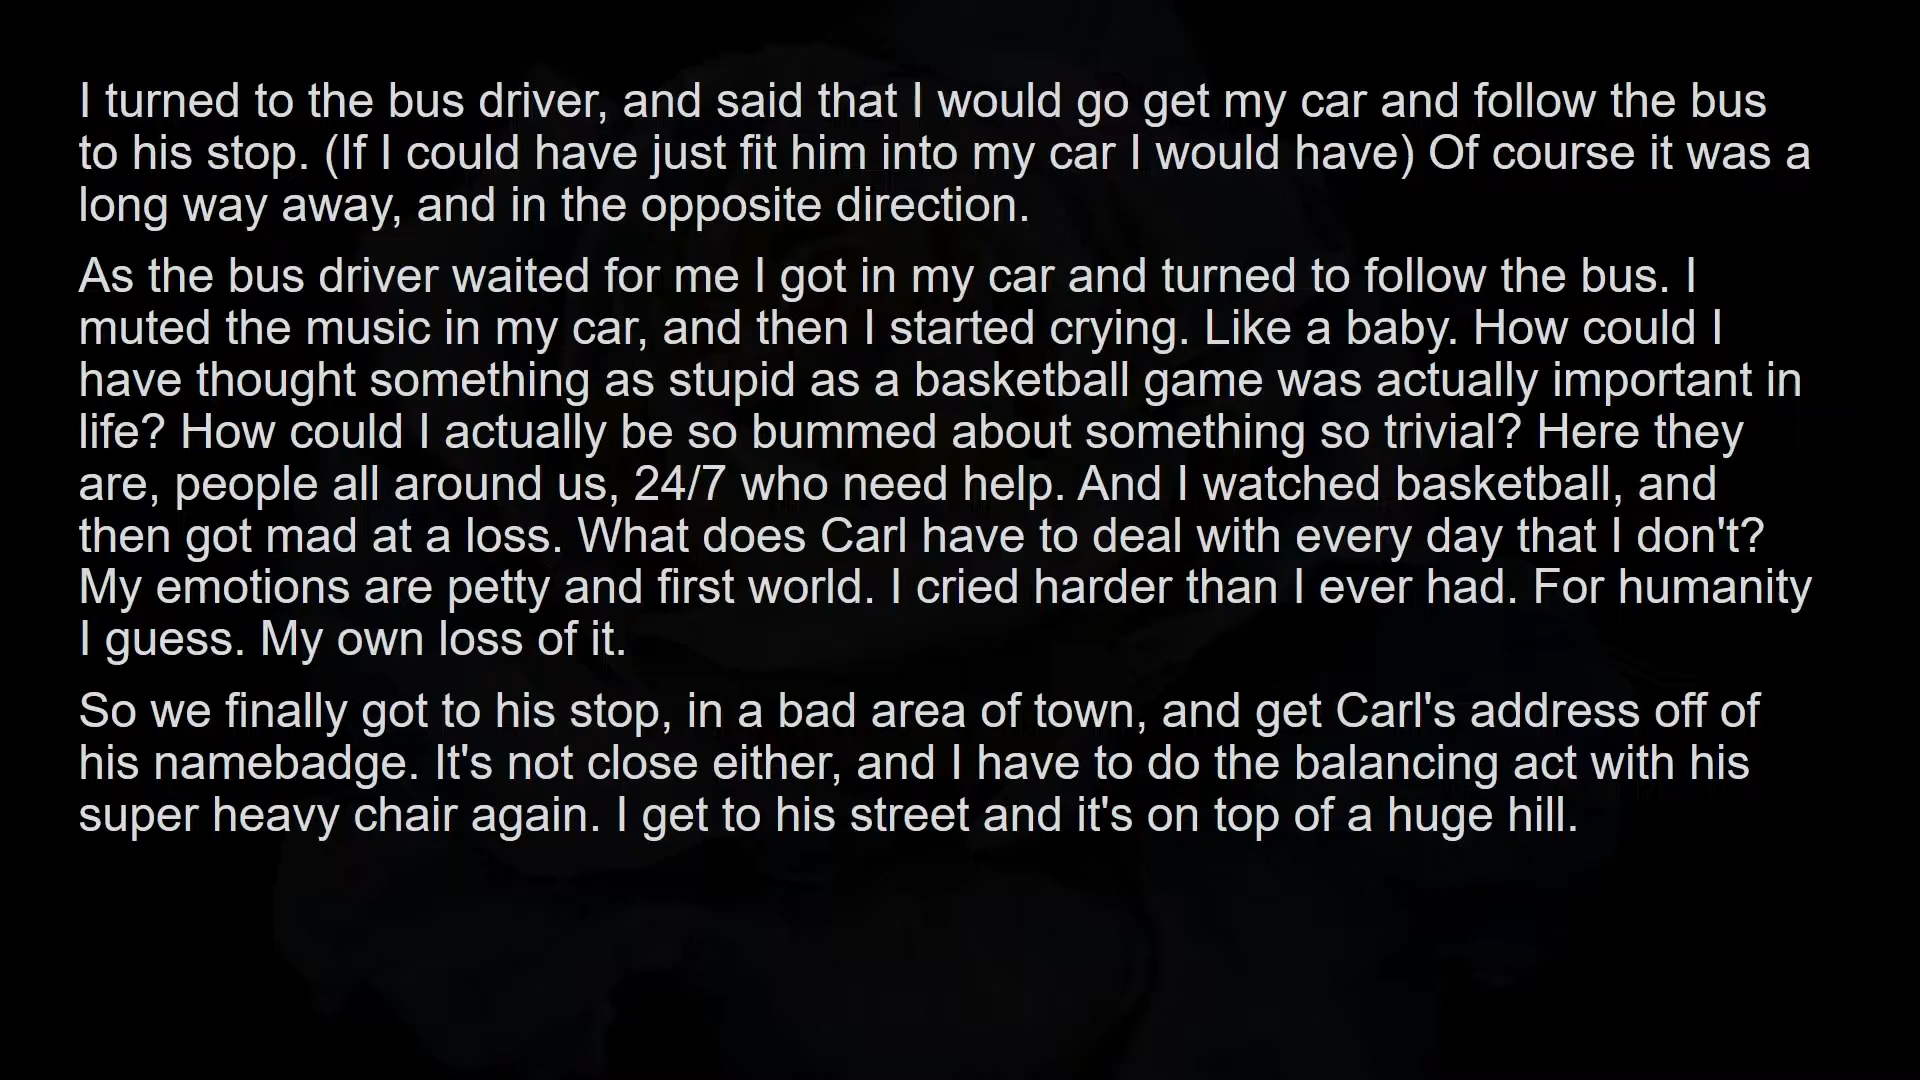 I turned to the bus driver, and said that I would go get my car and follow the bus
to his stop. (If I could have just fit him into my car I would have) Of course it was a
long way away, and in the opposite direction.
As the bus driver waited for me I got in my car and turned to follow the bus. I
muted the music in my car, and then I started crying. Like a baby. How could I
have thought something as stupid as a basketball game was actually important in
life? How could I actually be so bummed about something so trivial? Here they
are, people all around us, 24/7 who need help. And I watched basketball, and
then got mad at a loss. What does Carl have to deal with every day that I don't?
My emotions are petty and first world. I cried harder than I ever had. For humanity
I guess. My own loss of it.
So we finally got to his stop, in a bad area of town, and get Carl's address off of
his namebadge. It's not close either, and I have to do the balancing act with his
super heavy chair again. I get to his street and it's on top of a huge hill.